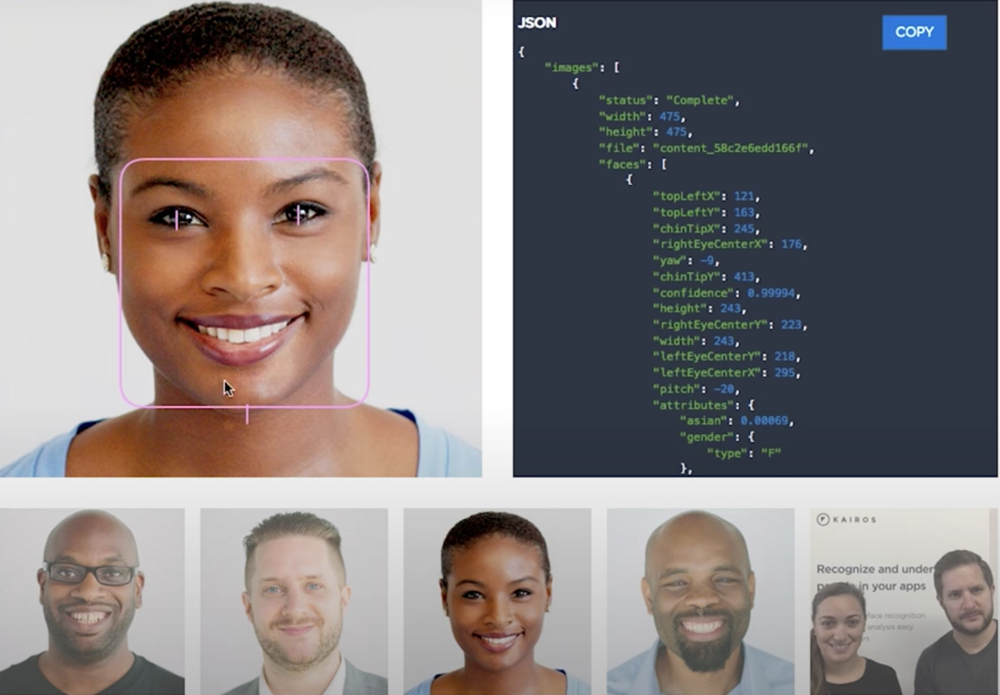 JSON
COPY
{
"images": [
{
"status": "Complete",
"width": 475,
"height": 475,
"file": "content_58c2e6edd166f",
"faces": [
{
"topLeftX": 121,
"topLeftY": 163,
"chinTipX": 245,
"rightEyeCenterX": 176,
"yaw": -9,
"chinTipY": 413,
"confidence": 0.99994,
"height": 243,
"rightEyeCenterY": 223,
"width": 243,
"leftEyeCenterY": 218,
"leftEyeCenterX": 295,
"pitch": -20,
"attributes": {
"asian": 0.00069,
"gender": {
"type": "F"
},
KAIROS
Recognize and under
in your apps
face recognition
analysis easy